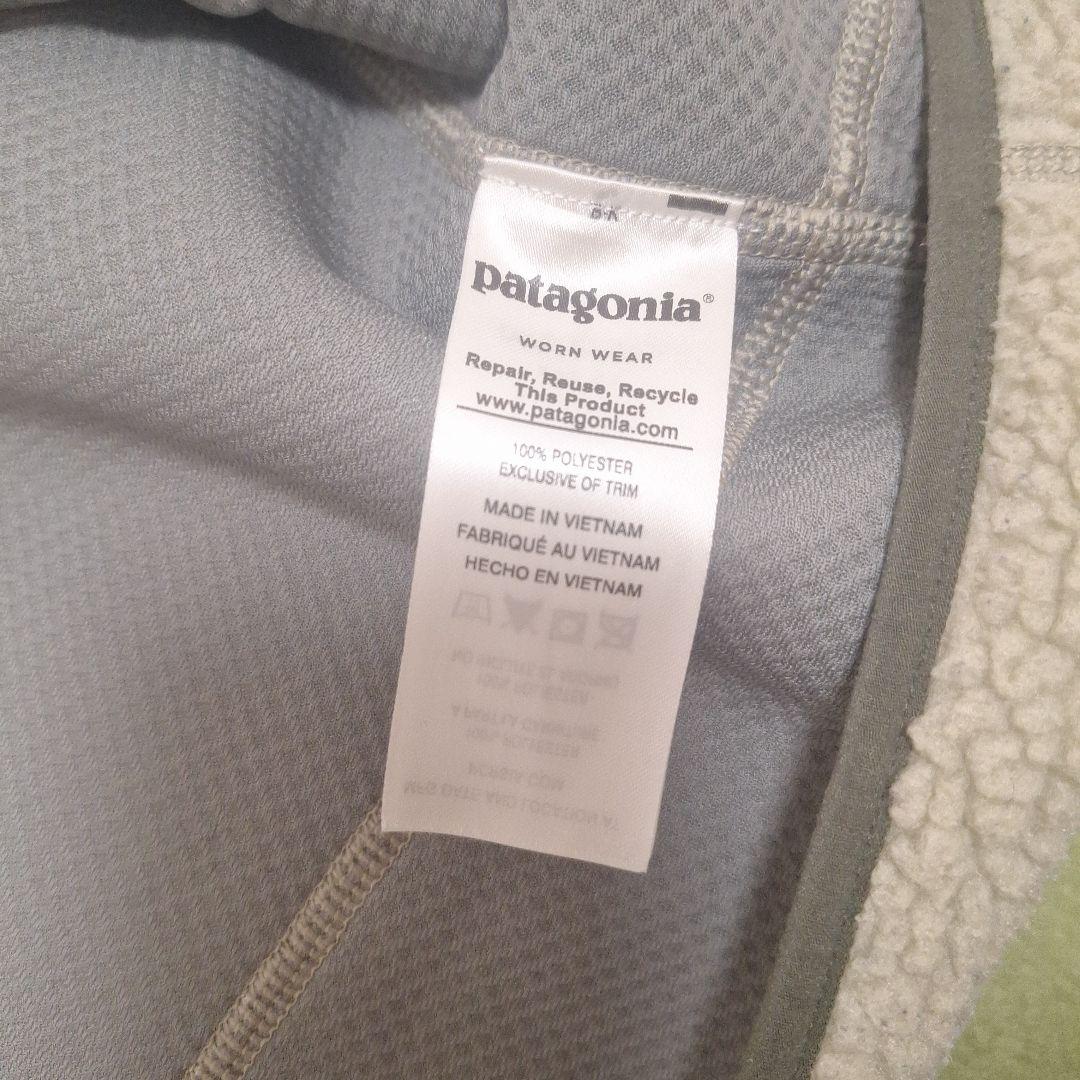 patagonia®
WORN WEAR
Repair, Reuse, Recycle
This Product
www.patagonia.com
100% POLYESTER
EXCLUSIVE OF TRIM
MADE IN VIETNAM
FABRIQUÉ AU VIETNAM
HECHO EN VIETNAM